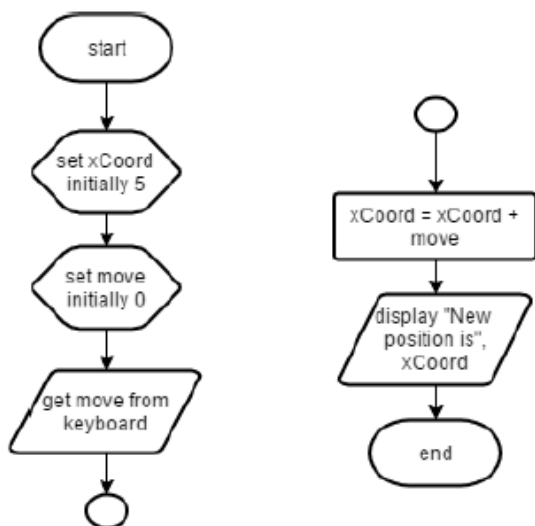 start
set xCoord
initially 5
set move
initially 0
get move from
keyboard
xCoord = xCoord +
move
display "New
position is",
xCoord
end